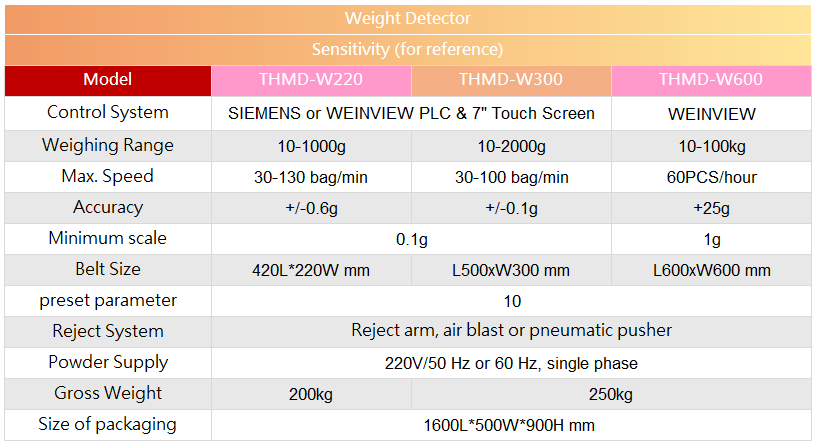 Weight Detector
Sensitivity (for reference)
Model THMD-W220 THMD-W300 THMD-W600
Control System SIEMENS or WEINVIEW PLC & 7" Touch Screen WEINVIEW
Weighing Range 10-1000g 10-2000g 10-100kg
Max. Speed 30-130 bag/min 30-100 bag/min 60PCS/hour
Accuracy +/-0.6g +/-0.1g +25g
Minimum scale 0.1g 1g
Belt Size 420L*220W mm L500xW300 mm L600xW600 mm
preset parameter 10
Reject System Reject arm, air blast or pneumatic pusher
Powder Supply 220V/50 Hz or 60 Hz, single phase
Gross Weight 200kg 250kg
Size of packaging 1600L*500W*900H mm